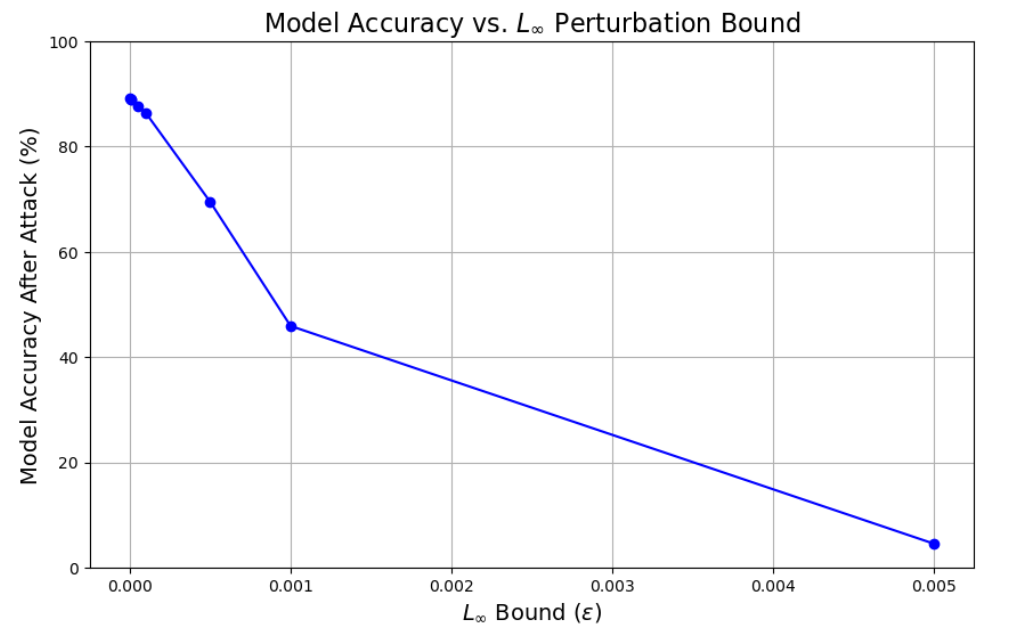 Model Accuracy vs. L∞ Perturbation Bound
Model Accuracy After Attack (%)
100
80
60
40
20
0
0.000 0.001 0.002 0.003 0.004 0.005
L∞ Bound (ε)